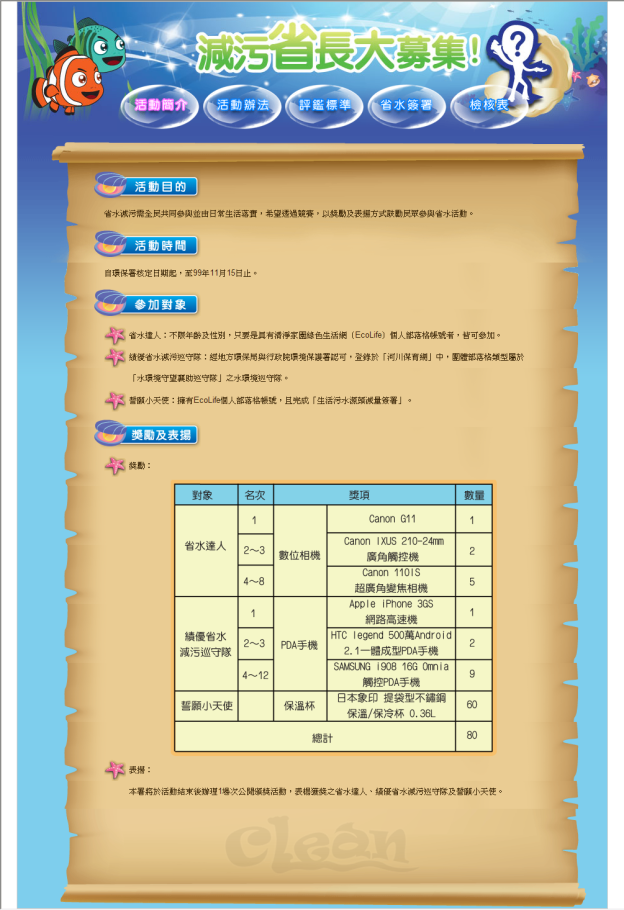 減污省長大募集!
?
活動簡介 活動辦法 評鑑標準 省水簽署 檢核表
活動目的
省水減污需全民共同參與並由日常生活落實，希望透過競賽，以獎勵及表揚方式鼓勵民眾參與省水活動。
活動時間
自環保署核定日期起，至99年11月15日止。
參加對象
省水達人：不限年齡及性別，只要是具有清淨家園綠色生活網（EcoLife）個人部落格帳號者，皆可參加。
績優省水減污巡守隊：經地方環保局與行政院環境保護署認可，登錄於「河川保育網」中，團體部落格類型屬於
「水環境守望襄助巡守隊」之水環境巡守隊。
誓願小天使：擁有EcoLife個人部落格帳號，且完成「生活污水源頭減量簽署」。
獎勵及表揚
獎勵：
對象 名次 獎項 數量
省水達人 數位相機
1 Canon G11 1
2~3 Canon IXUS 210-24mm 廣角觸控機 2
4~8 Canon 110IS 超廣角變焦相機 5
績優省水減污巡守隊 PDA手機
1 Apple iPhone 3GS 網路高速機 1
2~3 HTC legend 500萬Android 2.1一體成型PDA手機 2
4~12 SAMSUNG i908 16G Omnia 觸控PDA手機 9
誓願小天使 保溫杯 日本象印 提袋型不鏽鋼 保溫/保冷杯 0.36L 60
總計 80
表揚：
本署將於活動結束後辦理1場次公開頒獎活動，表揚獲獎之省水達人、績優省水減污巡守隊及誓願小天使。
Clean